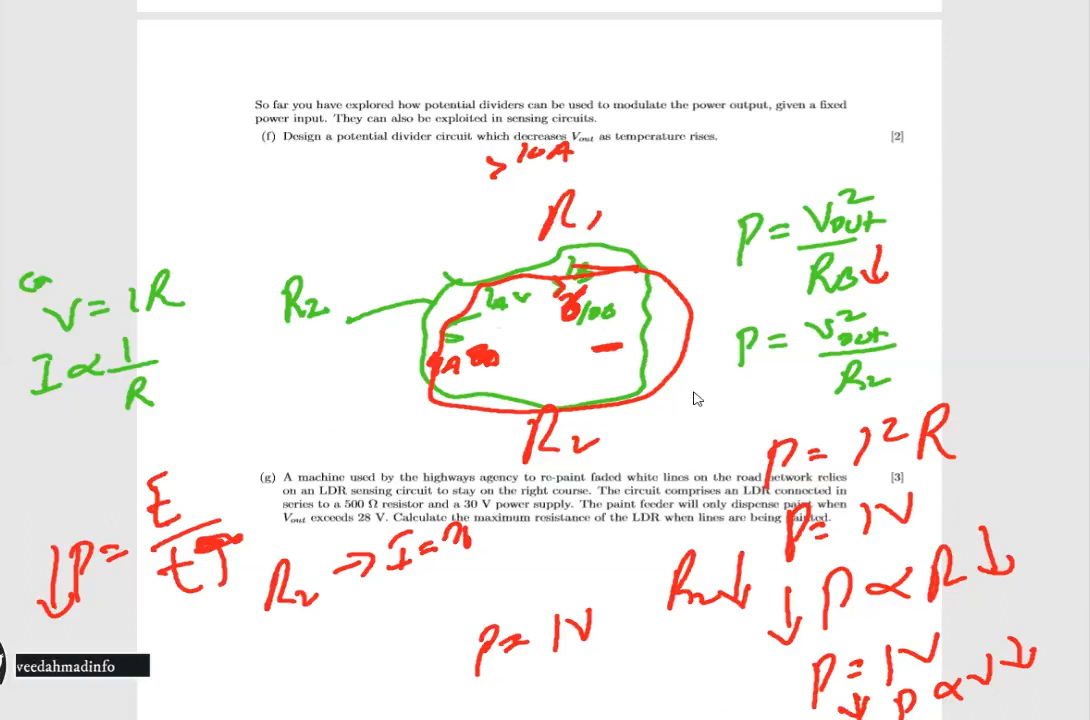 So far you have explored how potential dividers can be used to modulate the power output, given a fixed
power input. They can also be exploited in sensing circuits.
(f) Design a potential divider circuit which decreases Vout as temperature rises. [2]
> 10A
R1
P = Vout²/RB ↓
V = IR
R2
I ∝ 1/R
P = Vout²/R2
R2
P = I²R
(g) A machine used by the highways agency to re-paint faded white lines on the road network relies [3]
on an LDR sensing circuit to stay on the right course. The circuit comprises an LDR connected in
series to a 500 Ω resistor and a 30 V power supply. The paint feeder will only dispense paint when
Vout exceeds 28 V. Calculate the maximum resistance of the LDR when lines are being painted.
P = IV
↓P = E/t
R2 → I =
R2↓
↓P ∝ R↓
P = IV
P = IV
↓P ∝ V↓
veedahmadinfo